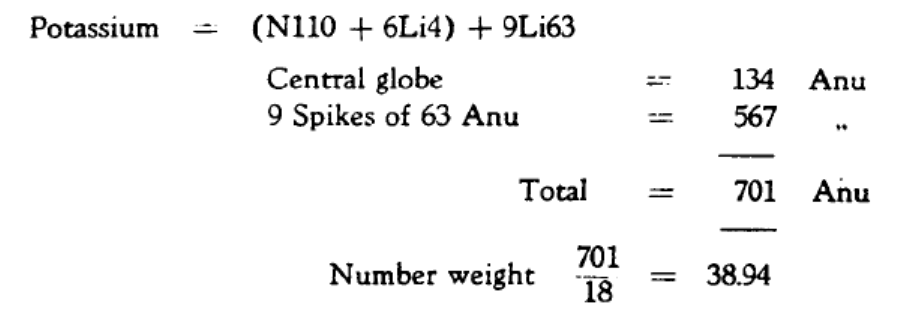 Potassium = (N110 + 6Li4) + 9Li63
Central globe = 134 Anu
9 Spikes of 63 Anu = 567 „
Total = 701 Anu
Number weight 701/18 = 38.94